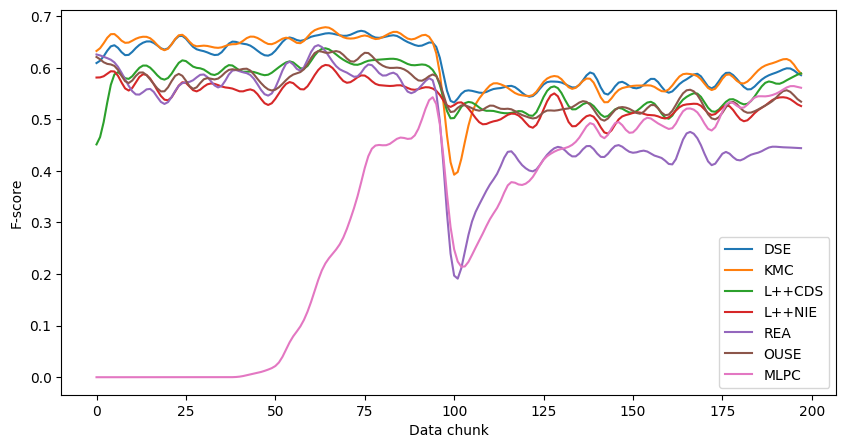 0.7
0.6
0.5
0.4
0.3
0.2
0.1
0.0
F-score
0
25
50
75
100
125
150
175
200
Data chunk
DSE
KMC
L++CDS
L++NIE
REA
OUSE
MLPC